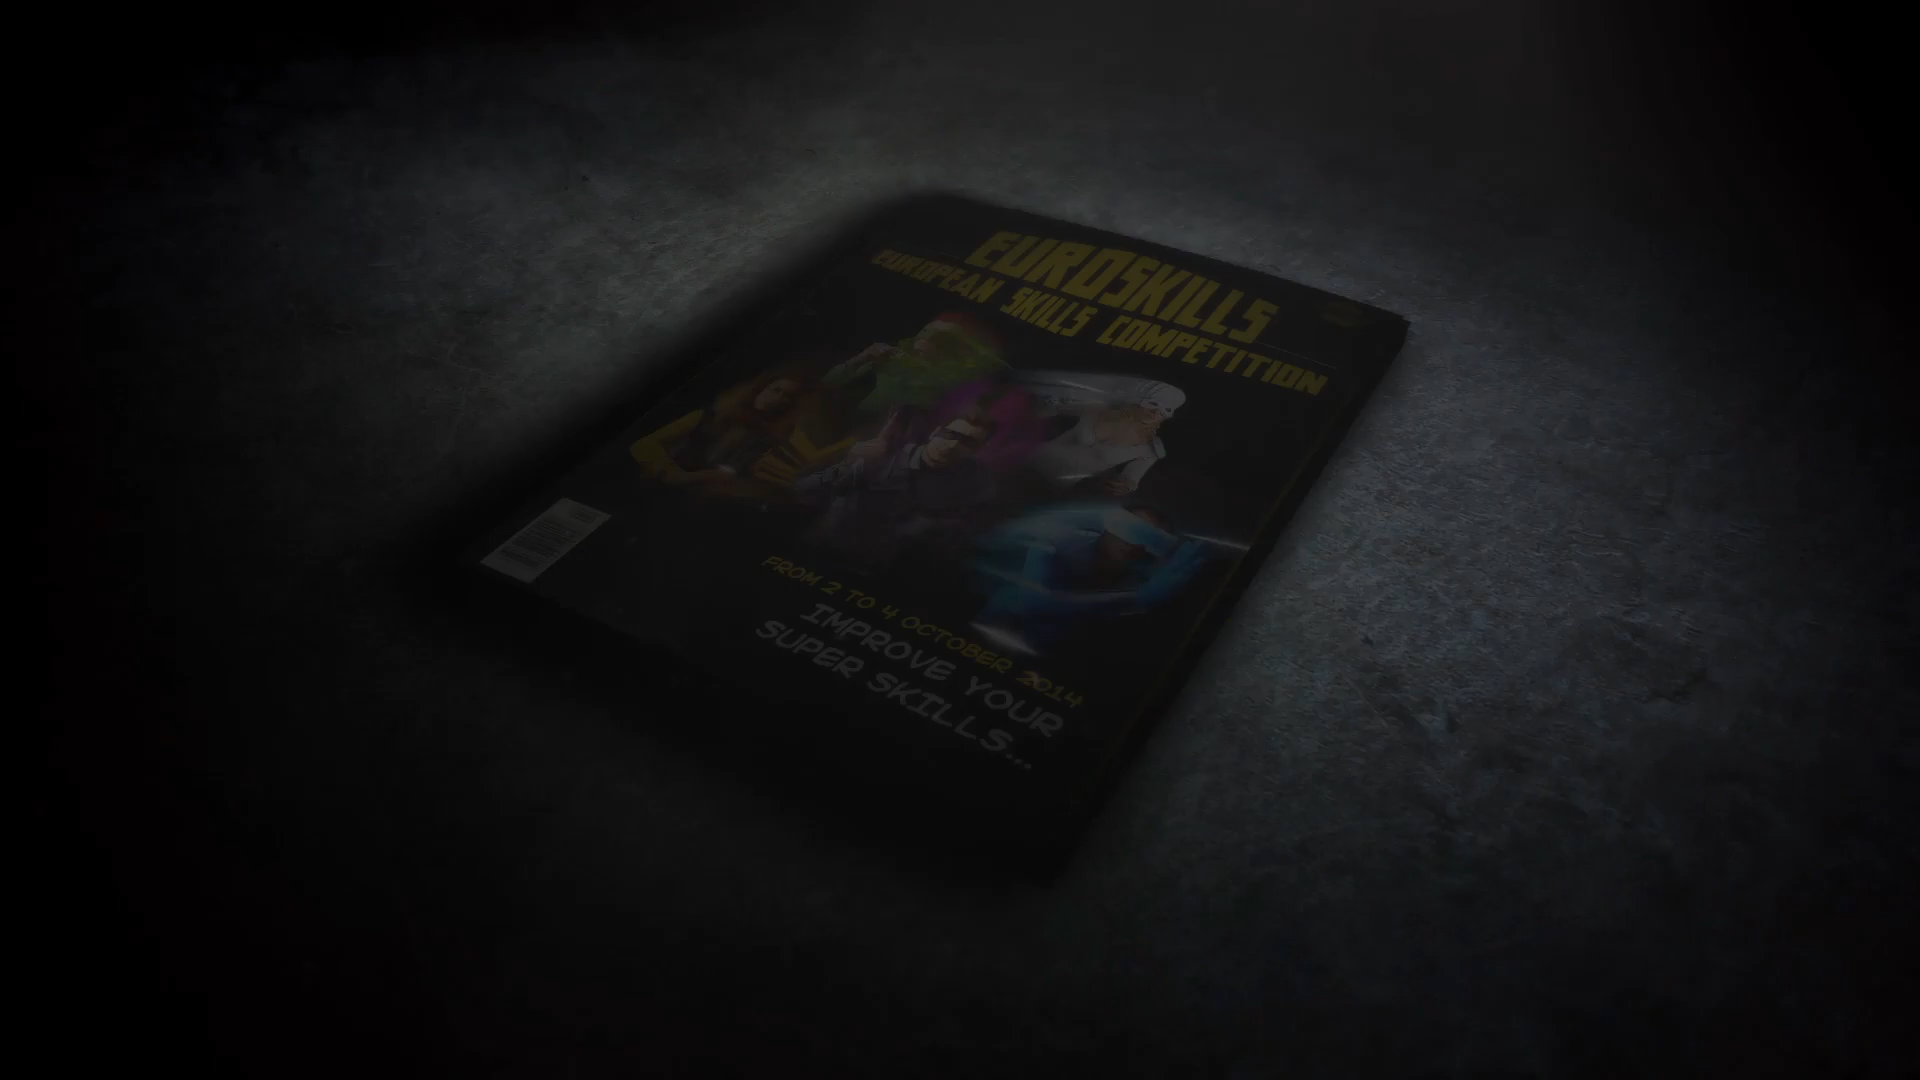 EUROSKILLS
EUROPEAN SKILLS COMPETITION
FROM 2 TO 4 OCTOBER 2014
IMPROVE YOUR
SUPER SKILLS...